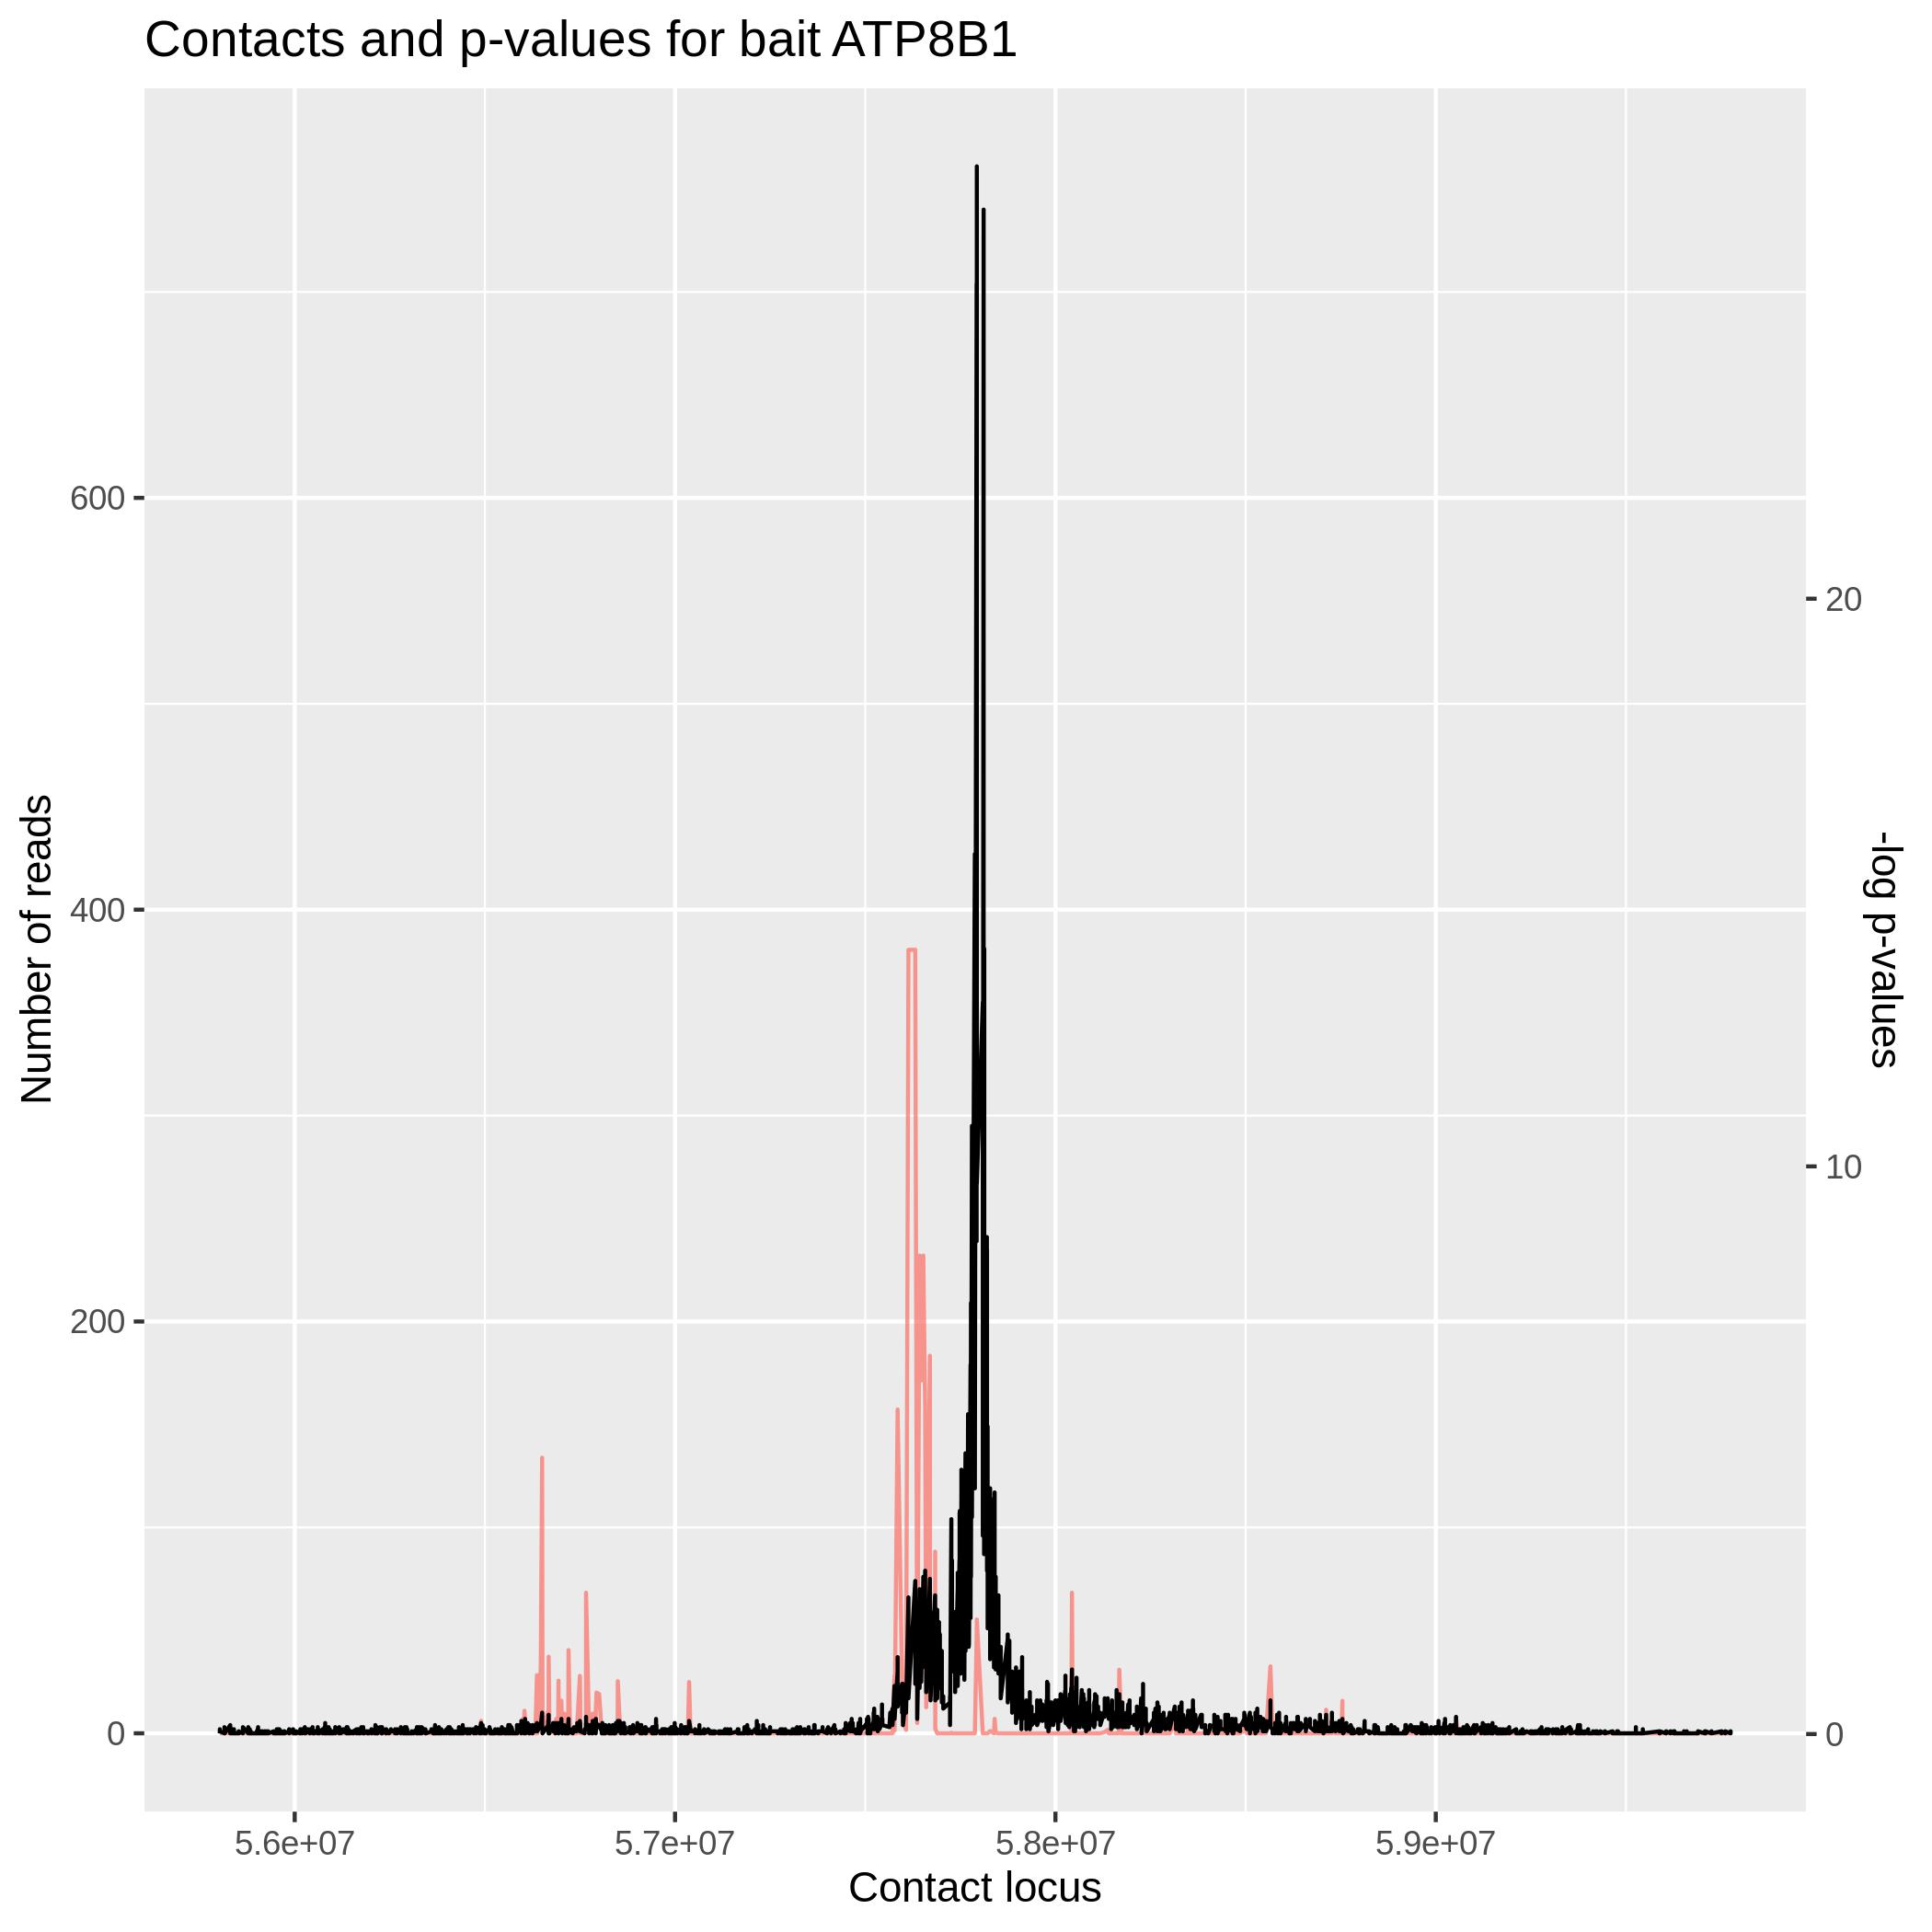 Contacts and p-values for bait ATP8B1
Number of reads
600
400
200
0
20
10
0
-log p-values
5.6e+07
5.7e+07
5.8e+07
5.9e+07
Contact locus